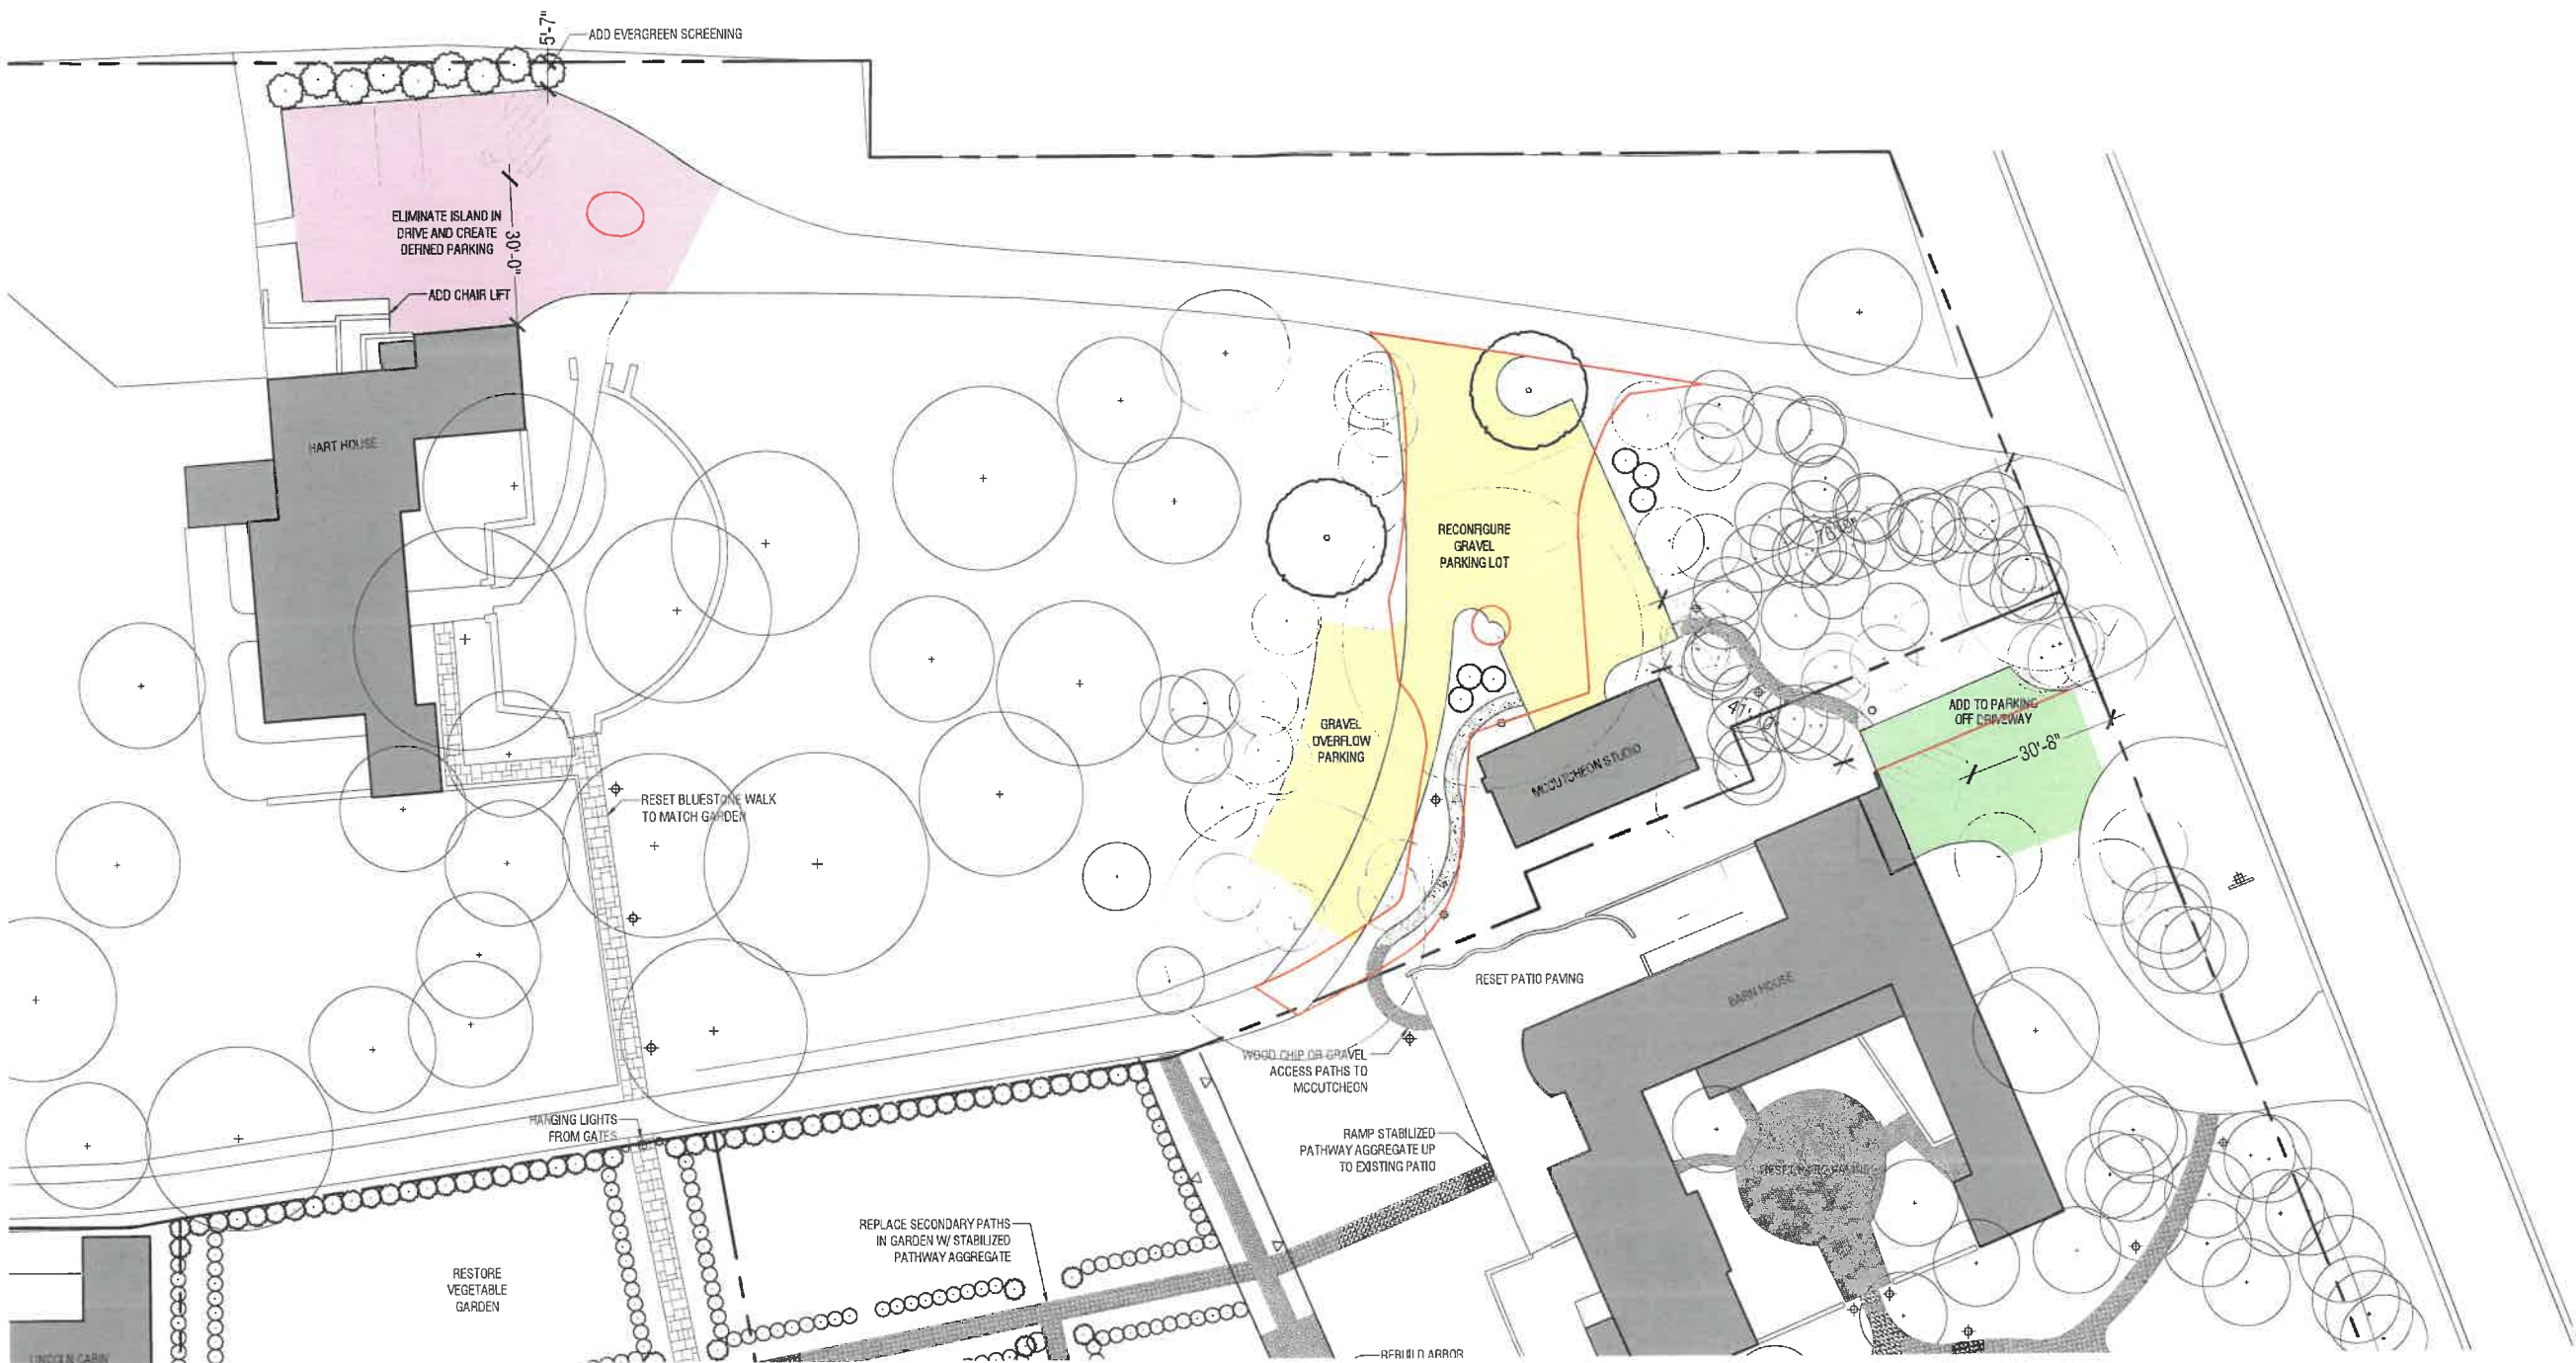 5'-7"
ADD EVERGREEN SCREENING
ELIMINATE ISLAND IN
DRIVE AND CREATE
DEFINED PARKING
30'-0"
ADD CHAIR LIFT
HART HOUSE
RECONFIGURE
GRAVEL
PARKING LOT
GRAVEL
OVERFLOW
PARKING
MCCUTCHEON STUDIO
ADD TO PARKING
OFF DRIVEWAY
30'-8"
RESET BLUESTONE WALK
TO MATCH GARDEN
RESET PATIO PAVING
BARN HOUSE
WOOD CHIP OR GRAVEL
ACCESS PATHS TO
MCCUTCHEON
HANGING LIGHTS
FROM GATES
RAMP STABILIZED
PATHWAY AGGREGATE UP
TO EXISTING PATIO
RESET PATIO PAVING
REPLACE SECONDARY PATHS
IN GARDEN W/ STABILIZED
PATHWAY AGGREGATE
RESTORE
VEGETABLE
GARDEN
LINCOLN CABIN
REBUILD ARBOR